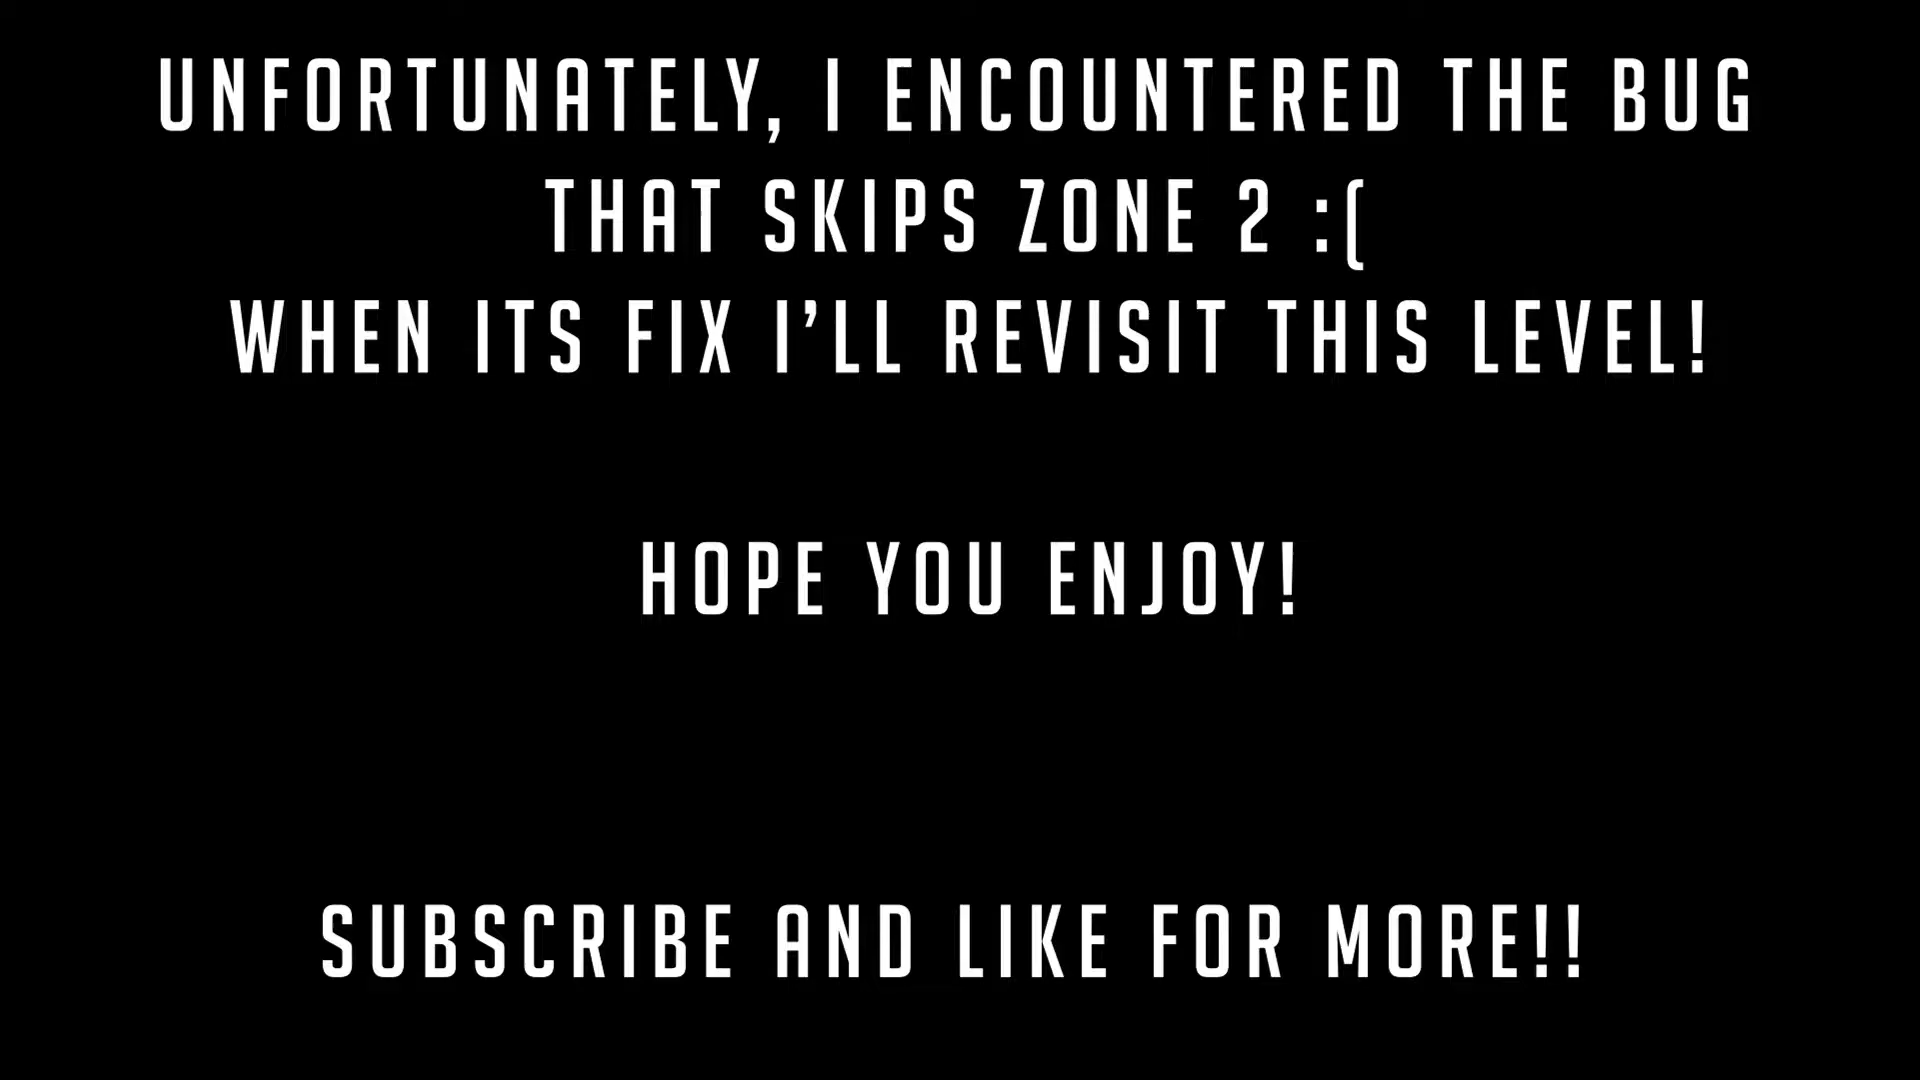 UNFORTUNATELY, I ENCOUNTERED THE BUG
THAT SKIPS ZONE 2 :(
WHEN ITS FIX I’LL REVISIT THIS LEVEL!
HOPE YOU ENJOY!
SUBSCRIBE AND LIKE FOR MORE!!